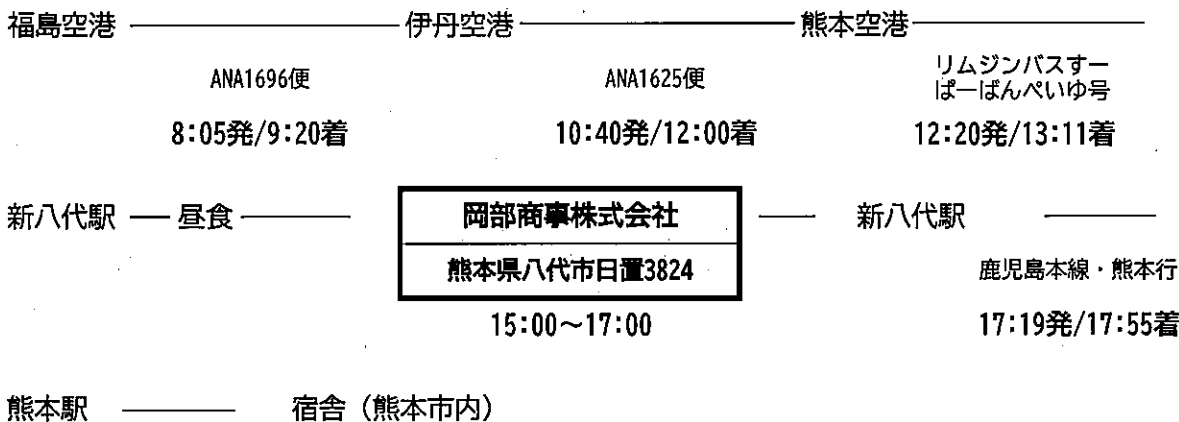 福島空港 ― 伊丹空港 ― 熊本空港 ―
ANA1696便 ANA1625便 リムジンバスすー
ぱーばんぺいゆ号
8:05発/9:20着 10:40発/12:00着 12:20発/13:11着
新八代駅 ― 昼食 ― 岡部商事株式会社 ― 新八代駅 ―
熊本県八代市日置3824 鹿児島本線・熊本行
15:00～17:00 17:19発/17:55着
熊本駅 ― 宿舎（熊本市内）